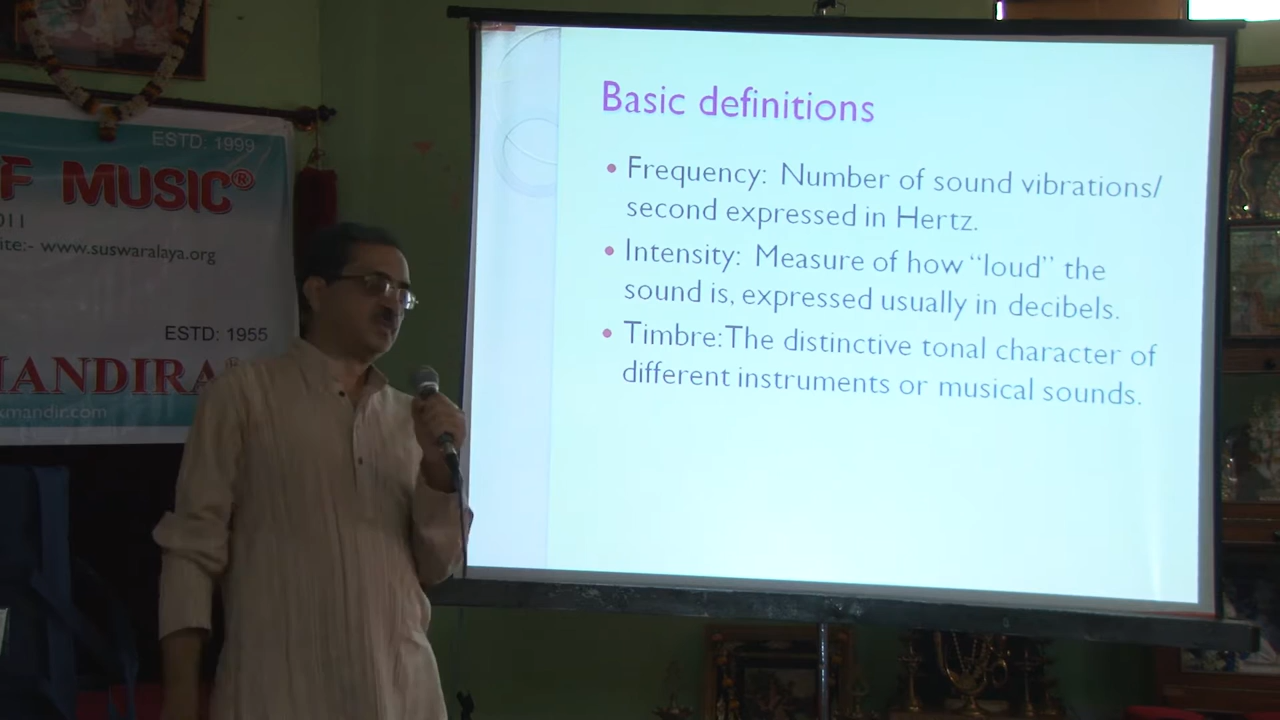 ESTD: 1999
F MUSIC®
011
ite:- www.suswaralaya.org
ESTD: 1955
MANDIRA®
kmandir.com
Basic definitions
• Frequency: Number of sound vibrations/
second expressed in Hertz.
• Intensity: Measure of how “loud” the
sound is, expressed usually in decibels.
• Timbre:The distinctive tonal character of
different instruments or musical sounds.